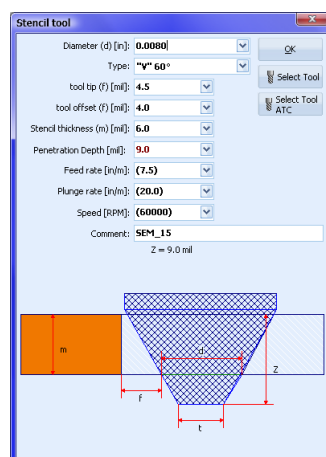 Stencil tool
Diameter (d) [in]: 0.0080
OK
Type: "V" 60°
Select Tool
tool tip (f) [mil]: 4.5
tool offset (f) [mil]: 4.0
Select Tool ATC
Stencil thickness (m) [mil]: 6.0
Penetration Depth [mil]: 9.0
Feed rate [in/m]: (7.5)
Plunge rate [in/m]: (20.0)
Speed [RPM]: (60000)
Comment: SEM_15
Z = 9.0 mil
m
d
Z
f
t